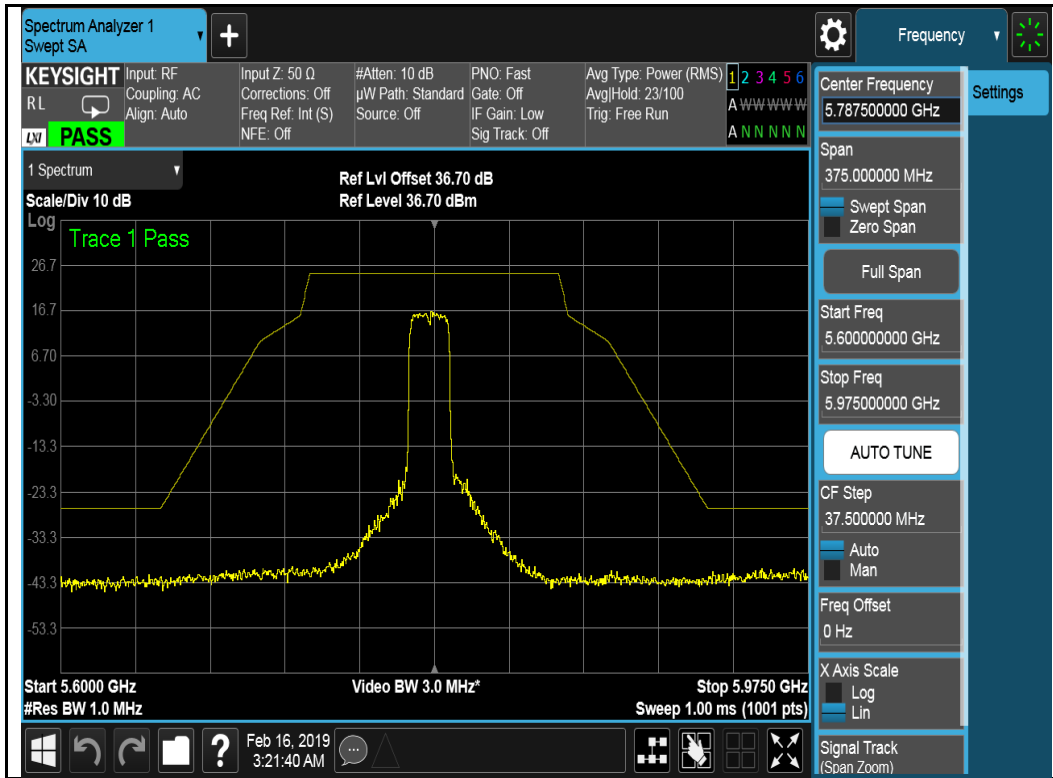 Spectrum Analyzer 1
Swept SA
+
Frequency
KEYSIGHT
R L
LXI
PASS
Input: RF
Coupling: AC
Align: Auto
Input Z: 50 Ω
Corrections: Off
Freq Ref: Int (S)
NFE: Off
#Atten: 10 dB
µW Path: Standard
Source: Off
PNO: Fast
Gate: Off
IF Gain: Low
Sig Track: Off
Avg Type: Power (RMS)
Avg|Hold: 23/100
Trig: Free Run
1 2 3 4 5 6
A W W W W W
A N N N N N
1 Spectrum
Scale/Div 10 dB
Ref Lvl Offset 36.70 dB
Ref Level 36.70 dBm
Log
Trace 1 Pass
26.7
16.7
6.70
-3.30
-13.3
-23.3
-33.3
-43.3
-53.3
Start 5.6000 GHz
#Res BW 1.0 MHz
Video BW 3.0 MHz*
Stop 5.9750 GHz
Sweep 1.00 ms (1001 pts)
Center Frequency
5.787500000 GHz
Settings
Span
375.000000 MHz
Swept Span
Zero Span
Full Span
Start Freq
5.600000000 GHz
Stop Freq
5.975000000 GHz
AUTO TUNE
CF Step
37.500000 MHz
Auto
Man
Freq Offset
0 Hz
X Axis Scale
Log
Lin
Signal Track
(Span Zoom)
?
Feb 16, 2019
3:21:40 AM